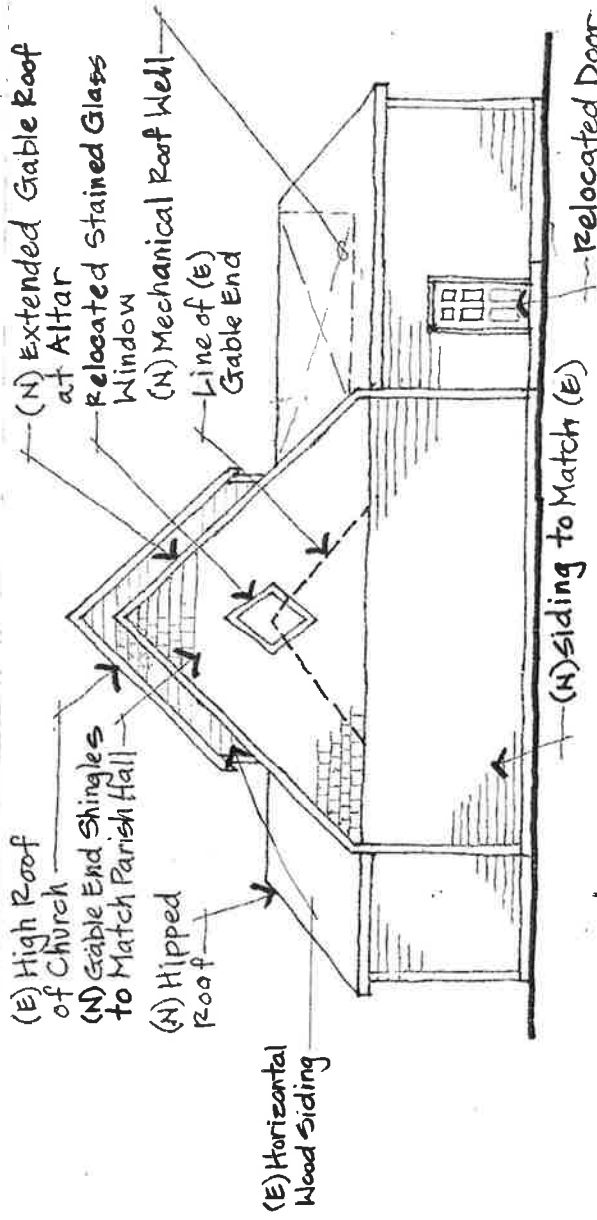 (E) High Roof
of Church
(N) Gable End Shingles
to Match Parish Hall
(N) Hipped
Roof
(E) Horizontal
Wood Siding
(N) Extended Gable Roof
at Altar
Relocated Stained Glass
Window
(N) Mechanical Roof Well
Line of (E)
Gable End
(N) Siding to Match (E)
Relocated Door